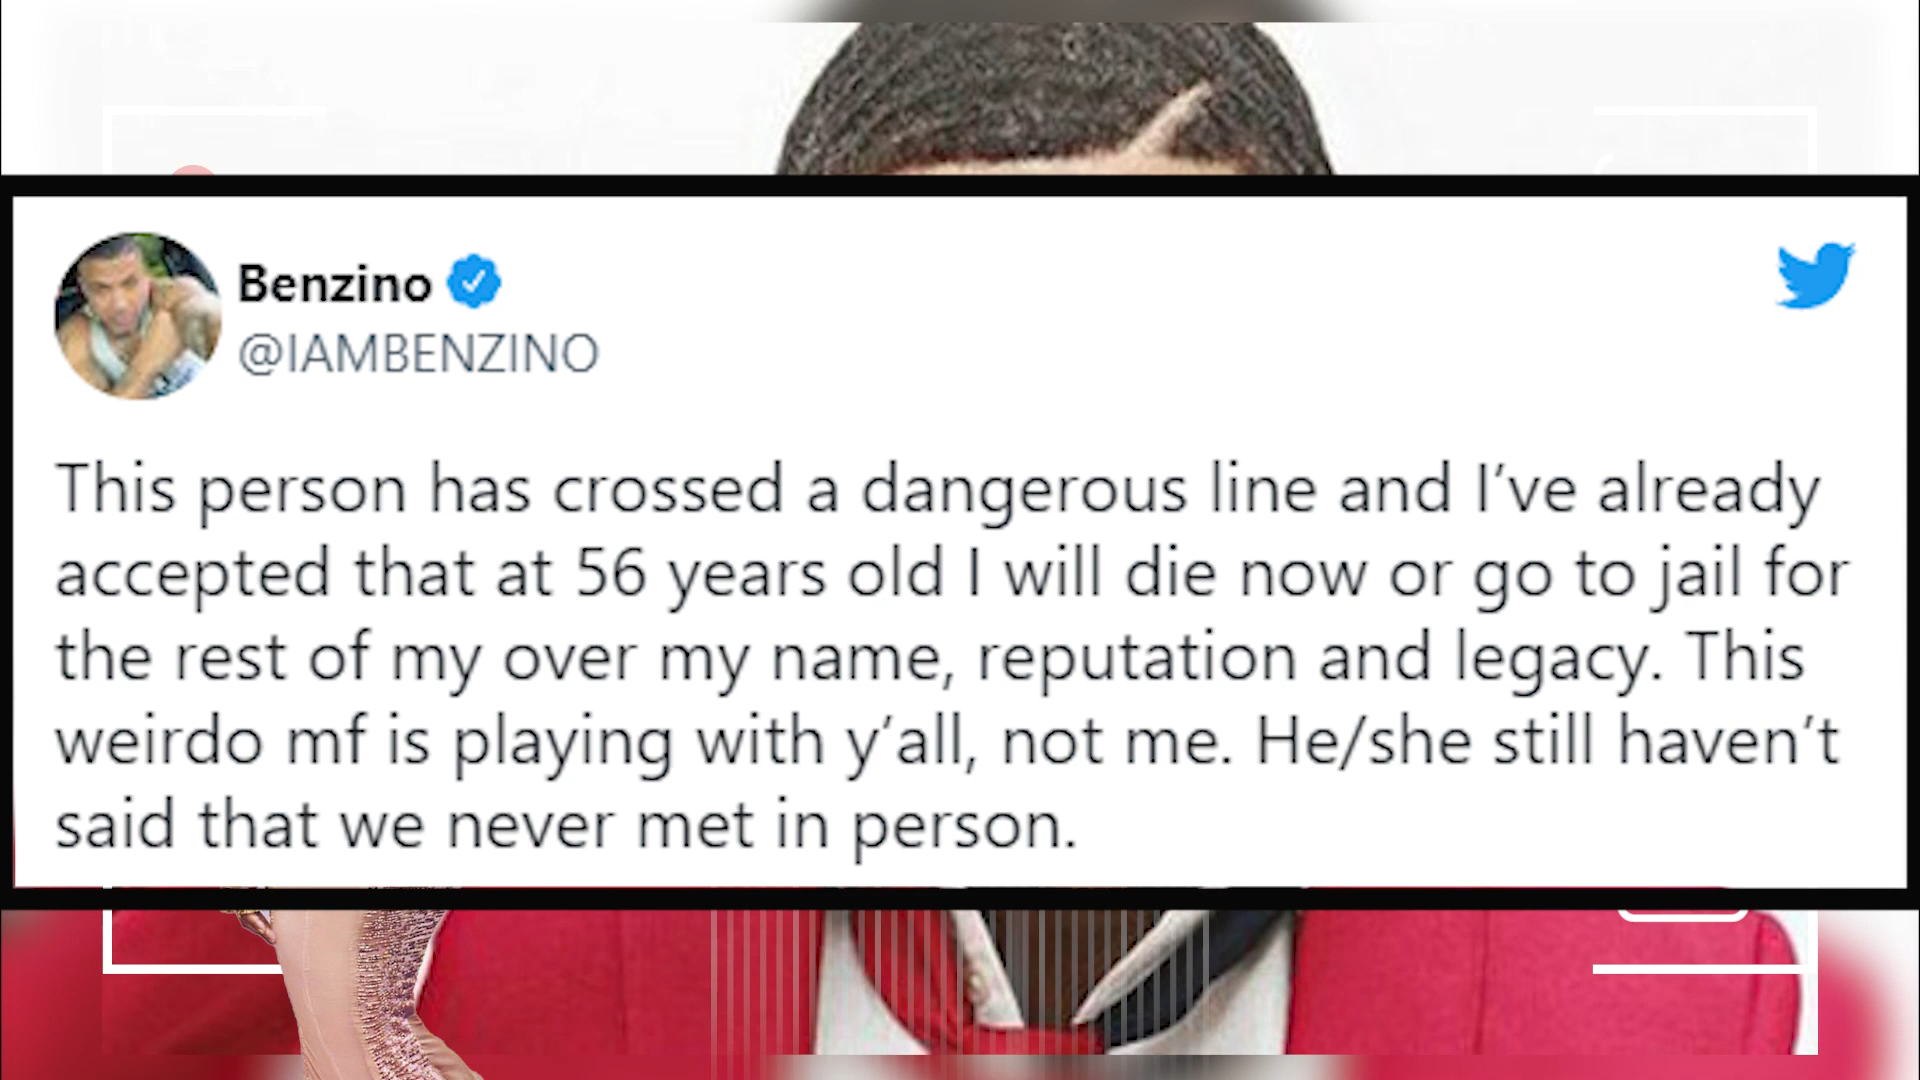 Benzino
@IAMBENZINO
This person has crossed a dangerous line and I've already
accepted that at 56 years old I will die now or go to jail for
the rest of my over my name, reputation and legacy. This
weirdo mf is playing with y'all, not me. He/she still haven't
said that we never met in person.